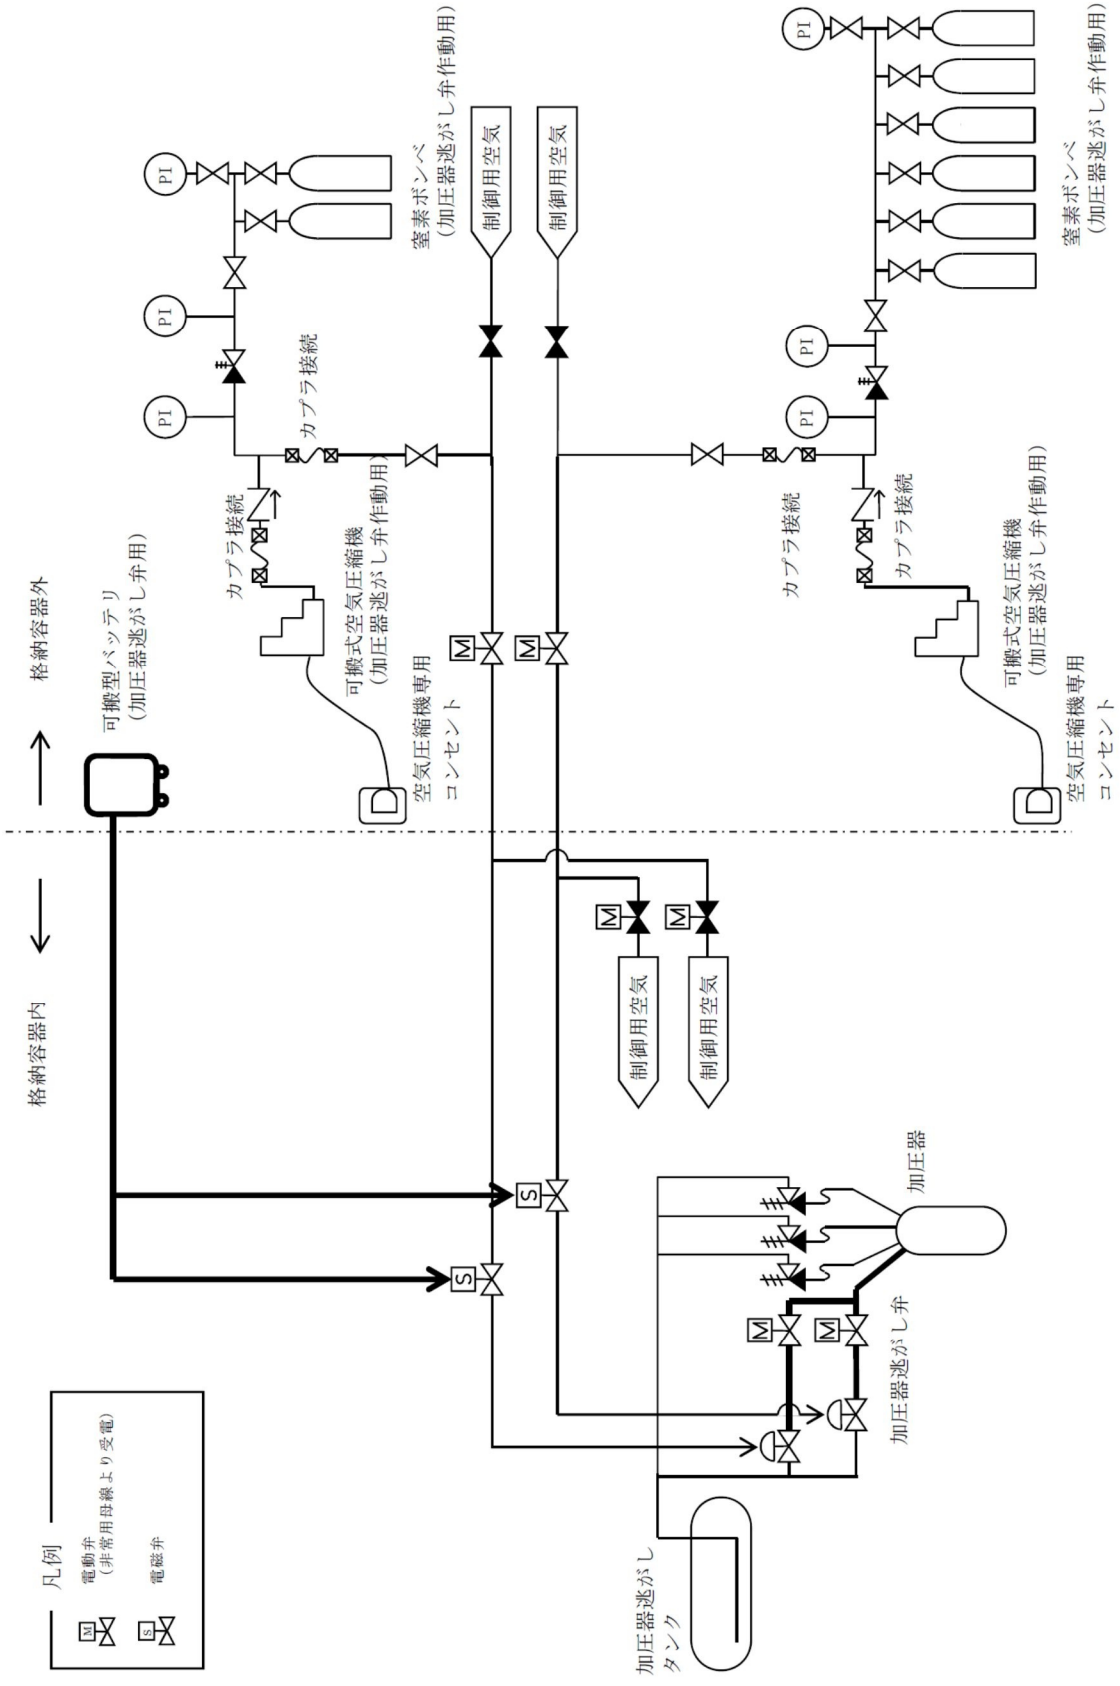 凡例
M
電動弁
(非常用母線より受電)
S
電磁弁
格納容器内
格納容器外
可搬型バッテリ
(加圧器逃がし弁用)
PI
PI
PI
窒素ボンベ
(加圧器逃がし弁作動用)
カプラ接続
カプラ接続
可搬式空気圧縮機
(加圧器逃がし弁作動用)
空気圧縮機専用
コンセント
制御用空気
制御用空気
M
M
S
S
M
M
制御用空気
制御用空気
PI
PI
PI
窒素ボンベ
(加圧器逃がし弁作動用)
カプラ接続
カプラ接続
可搬式空気圧縮機
(加圧器逃がし弁作動用)
空気圧縮機専用
コンセント
M
M
加圧器
加圧器逃がし弁
加圧器逃がし
タンク